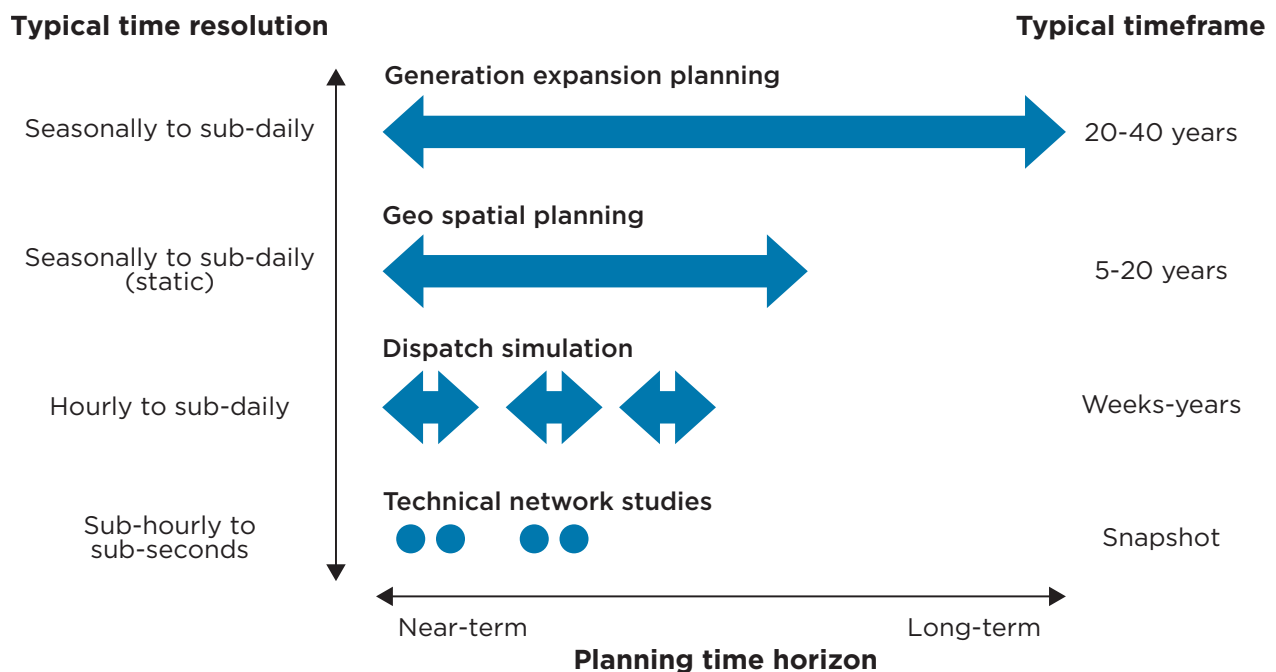 Typical time resolution
Typical timeframe
Generation expansion planning
Seasonally to sub-daily
20-40 years
Geo spatial planning
Seasonally to sub-daily
(static)
5-20 years
Dispatch simulation
Hourly to sub-daily
Weeks-years
Technical network studies
Sub-hourly to
sub-seconds
Snapshot
Near-term
Long-term
Planning time horizon